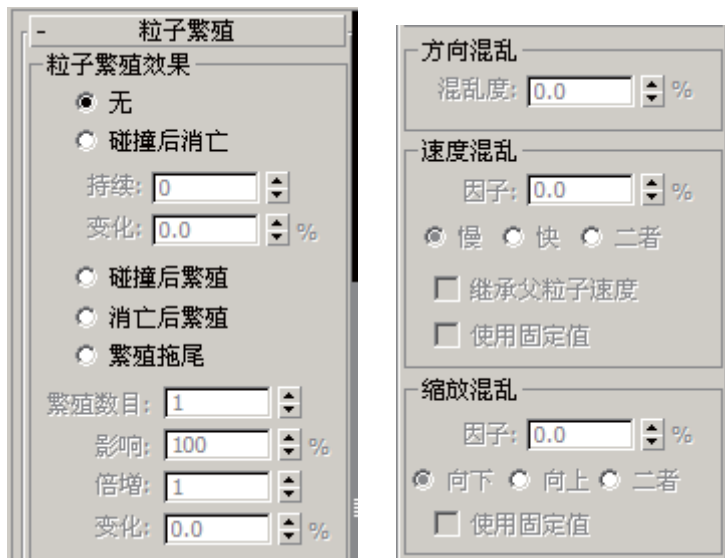 - 粒子繁殖
粒子繁殖效果
无
碰撞后消亡
持续: 0
变化: 0.0 %
碰撞后繁殖
消亡后繁殖
繁殖拖尾
繁殖数目: 1
影响: 100 %
倍增: 1
变化: 0.0 %
方向混乱
混乱度: 0.0 %
速度混乱
因子: 0.0 %
慢 快 二者
继承父粒子速度
使用固定值
缩放混乱
因子: 0.0 %
向下 向上 二者
使用固定值